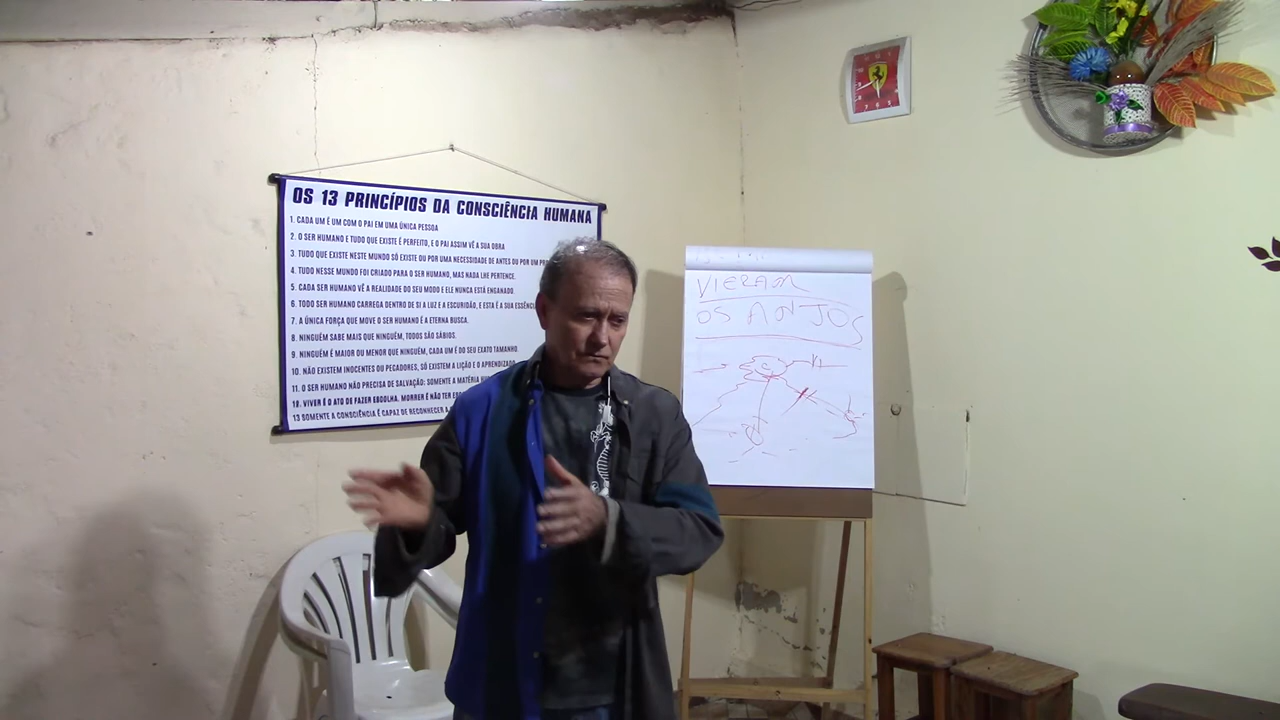 OS 13 PRINCÍPIOS DA CONSCIÊNCIA HUMANA
1. CADA UM É UM COM O PAI EM UMA ÚNICA PESSOA
2. O SER HUMANO E TUDO QUE EXISTE É PERFEITO, E O PAI ASSIM VÊ A SUA OBRA
3. TUDO QUE EXISTE NESTE MUNDO SÓ EXISTE OU POR UMA NECESSIDADE DE ANTES OU POR UM
4. TUDO NESSE MUNDO FOI CRIADO PARA O SER HUMANO, MAS NADA LHE PERTENCE.
5. CADA SER HUMANO VÊ A REALIDADE DO SEU MODO E ELE NUNCA ESTÁ ENGANADO.
6. TODO SER HUMANO CARREGA DENTRO DE SI A LUZ E A ESCURIDÃO, E ESTA É A SUA
7. A ÚNICA FORÇA QUE MOVE O SER HUMANO É A ETERNA BUSCA.
8. NINGUÉM SABE MAIS QUE NINGUÉM, TODOS SÃO SÁBIOS.
9. NINGUÉM É MAIOR OU MENOR QUE NINGUÉM, CADA UM É DO SEU EXATO TAMANHO.
10. NÃO EXISTEM INOCENTES OU PECADORES, SÓ EXISTEM A LIÇÃO E O APRENDIZADO.
11. O SER HUMANO NÃO PRECISA DE SALVAÇÃO: SOMENTE A MATÉRIA
12. VIVER É O ATO DE FAZER ESCOLHA. MORRER É NÃO TER
13 SOMENTE A CONSCIÊNCIA É CAPAZ DE RECONHECER A
VIERAM
OS ANJOS